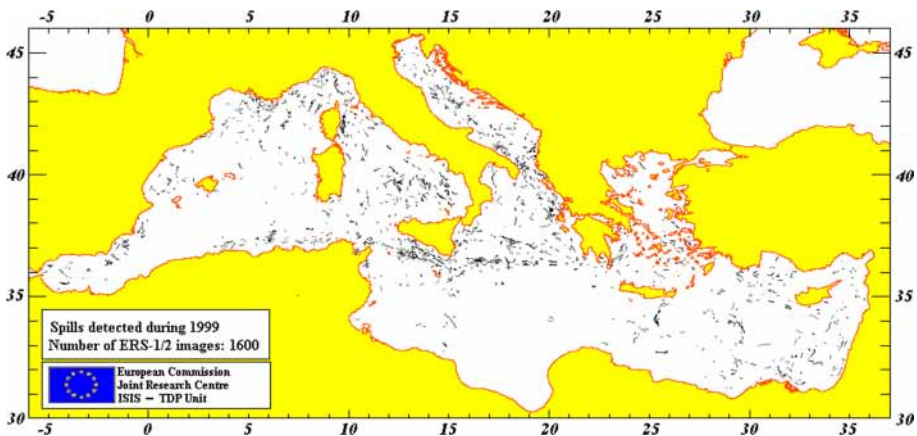 -5 0 5 10 15 20 25 30 35
45 45
40 40
35 35
Spills detected during 1999
Number of ERS-1/2 images: 1600
European Commission
Joint Research Centre
ISIS – TDP Unit
30 30
0 5 10 15 20 25 30 35